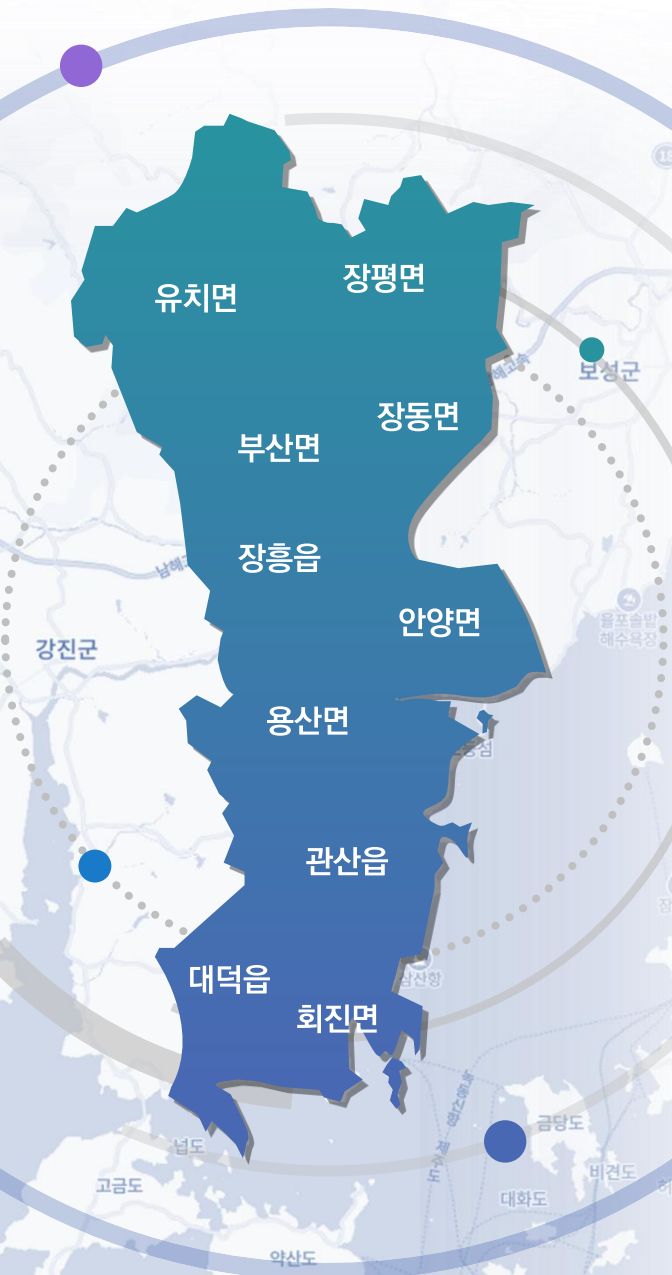 장평면
유치면
보성군
장동면
부산면
장흥읍
안양면
율포솔밭
해수욕장
강진군
용산면
관산읍
대덕읍
회진면
금당도
넙도
비견도
고금도
대화도
약산도